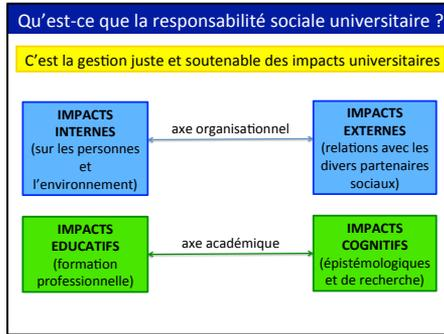 Qu'est-ce que la responsabilité sociale universitaire ?
C'est la gestion juste et soutenable des impacts universitaires
IMPACTS
INTERNES
(sur les personnes
et
l'environnement)
axe organisationnel
IMPACTS
EXTERNES
(relations avec les
divers partenaires
sociaux)
IMPACTS
EDUCATIFS
(formation
professionnelle)
axe académique
IMPACTS
COGNITIFS
(épistémologiques
et de recherche)